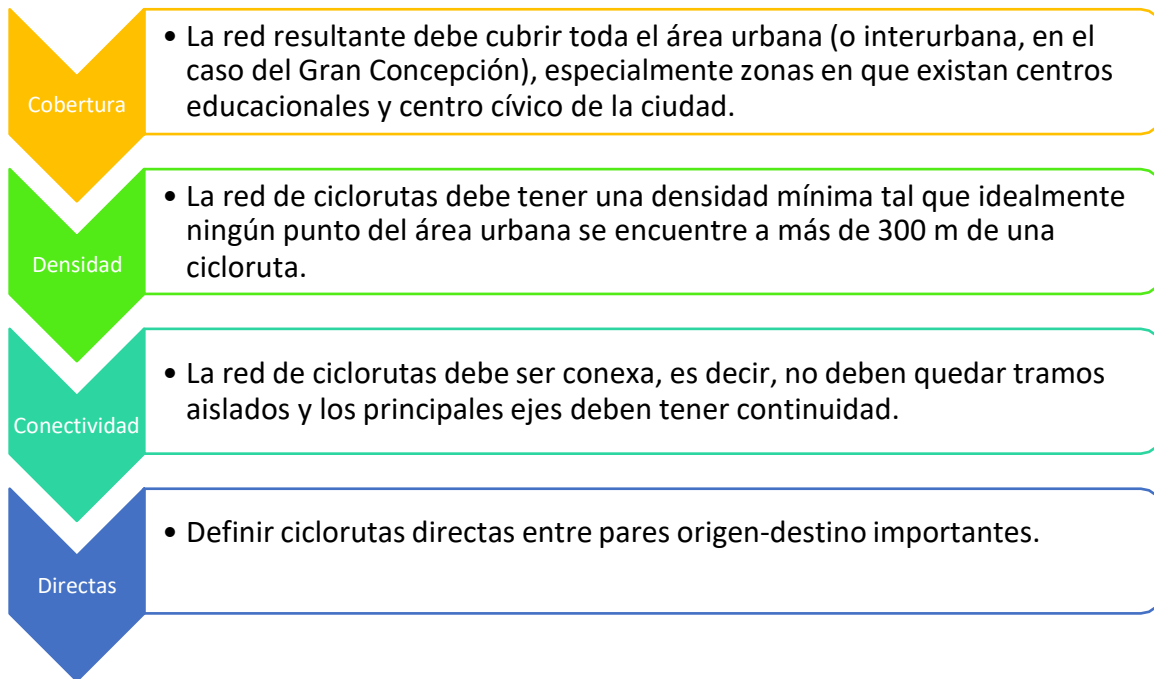 Cobertura
• La red resultante debe cubrir toda el área urbana (o interurbana, en el
caso del Gran Concepción), especialmente zonas en que existan centros
educacionales y centro cívico de la ciudad.
Densidad
• La red de ciclorutas debe tener una densidad mínima tal que idealmente
ningún punto del área urbana se encuentre a más de 300 m de una
cicloruta.
Conectividad
• La red de ciclorutas debe ser conexa, es decir, no deben quedar tramos
aislados y los principales ejes deben tener continuidad.
Directas
• Definir ciclorutas directas entre pares origen-destino importantes.